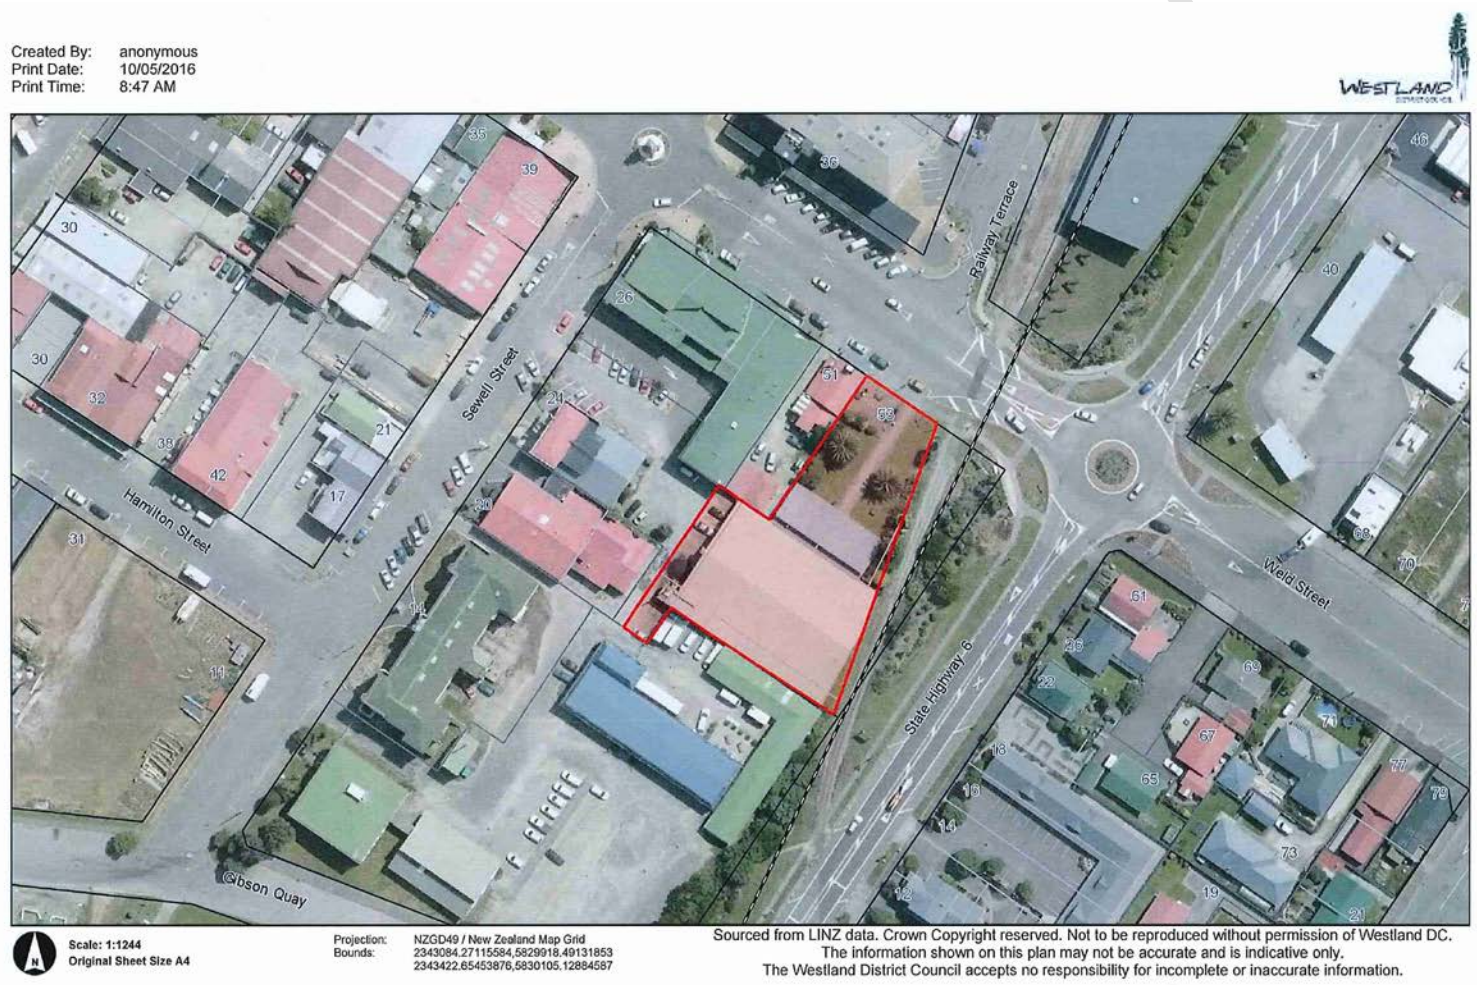 Created By: anonymous
Print Date: 10/05/2016
Print Time: 8:47 AM
WESTLAND
35
39
36
46
30
Railway Terrace
40
26
30
32
Sewell Street
51
55
24
38
21
42
17
30
Hamilton Street
31
68
70
Weld Street
14
61
26
69
22
State Highway 6
11
71
67
18
77
65
79
16
14
73
Gibson Quay
12
19
21
N
Scale: 1:1244
Original Sheet Size A4
Projection: NZGD49 / New Zealand Map Grid
Bounds: 2343084.27115584,5829918.49131853
2343422.65453876,5830105.12884587
Sourced from LINZ data. Crown Copyright reserved. Not to be reproduced without permission of Westland DC.
The information shown on this plan may not be accurate and is indicative only.
The Westland District Council accepts no responsibility for incomplete or inaccurate information.